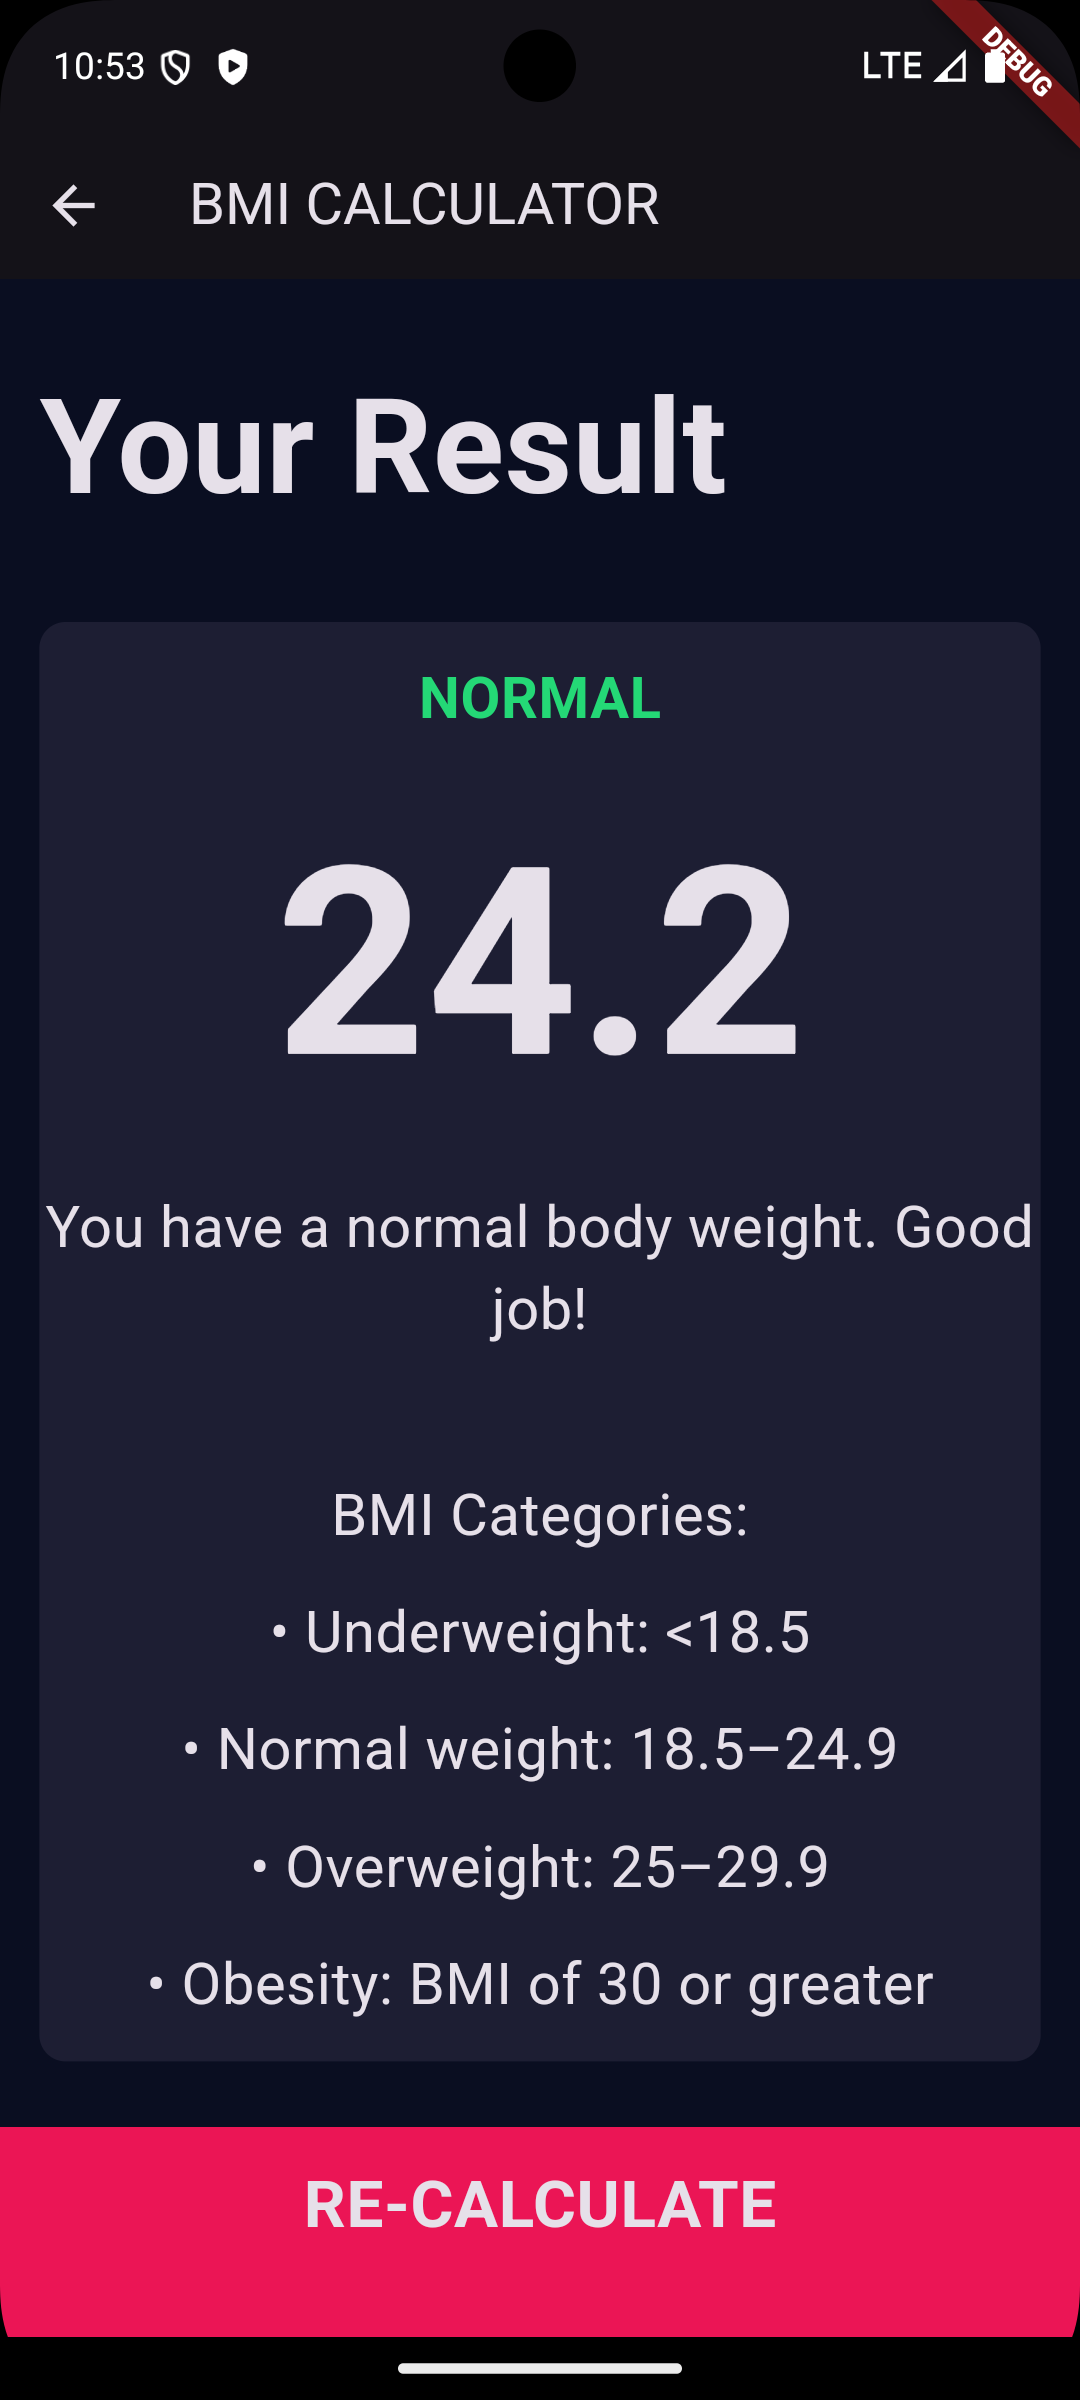 10:53
LTE
DEBUG
BMI CALCULATOR
Your Result
NORMAL
24.2
You have a normal body weight. Good
job!
BMI Categories:
• Underweight: <18.5
• Normal weight: 18.5–24.9
• Overweight: 25–29.9
• Obesity: BMI of 30 or greater
RE-CALCULATE